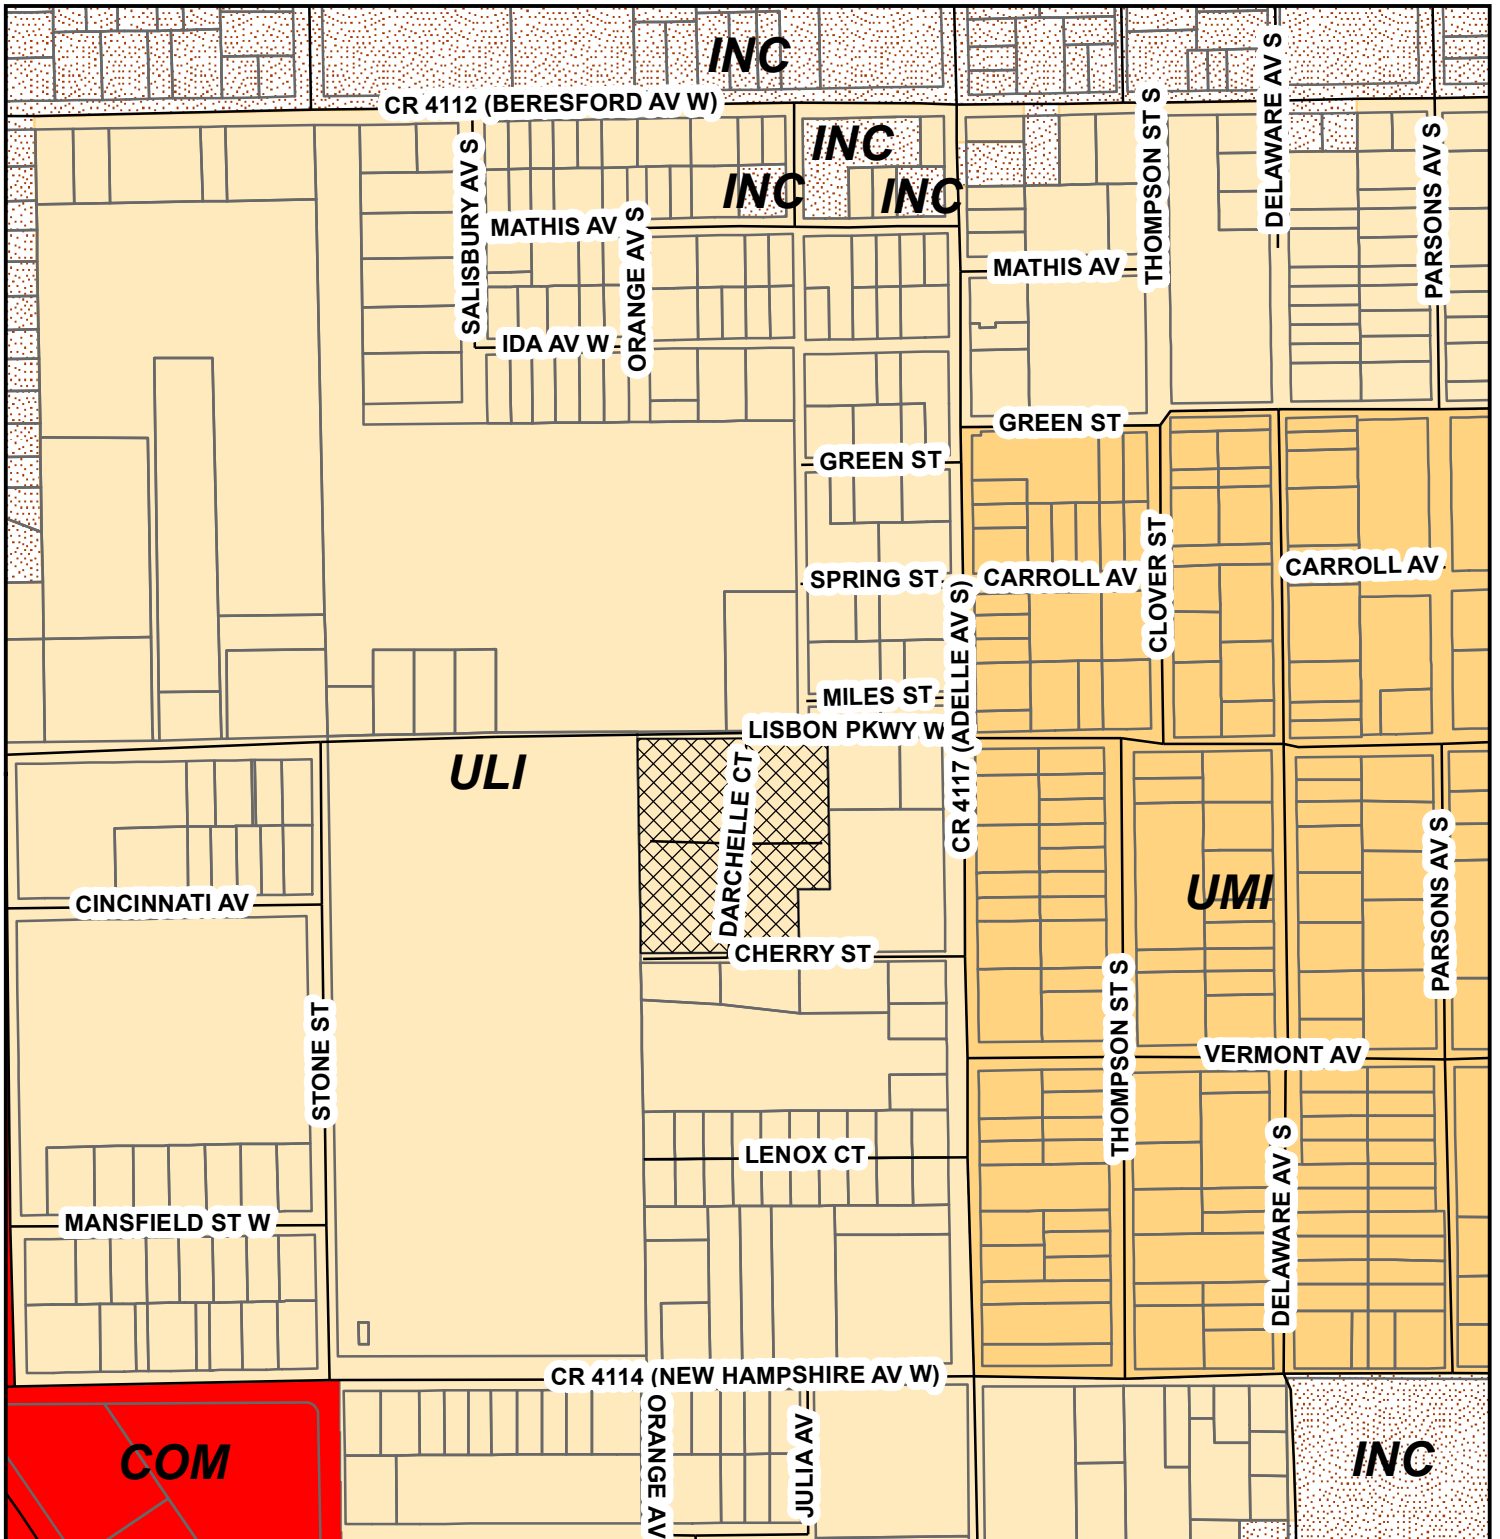 INC
CR 4112 (BERESFORD AV W)
DELAWARE AV S
THOMPSON ST S
PARSONS AV S
INC
INC
INC
SALISBURY AV S
MATHIS AV
ORANGE AV S
MATHIS AV
IDA AV W
GREEN ST
GREEN ST
CLOVER ST
SPRING ST
CARROLL AV
CARROLL AV
CR 4117 (ADELLE AV S)
MILES ST
LISBON PKWY W
ULI
DARCHELLE CT
PARSONS AV S
UMI
CINCINNATI AV
CHERRY ST
THOMPSON ST S
STONE ST
VERMONT AV
DELAWARE AV S
LENOX CT
MANSFIELD ST W
CR 4114 (NEW HAMPSHIRE AV W)
ORANGE AV
JULIA AV
COM
INC